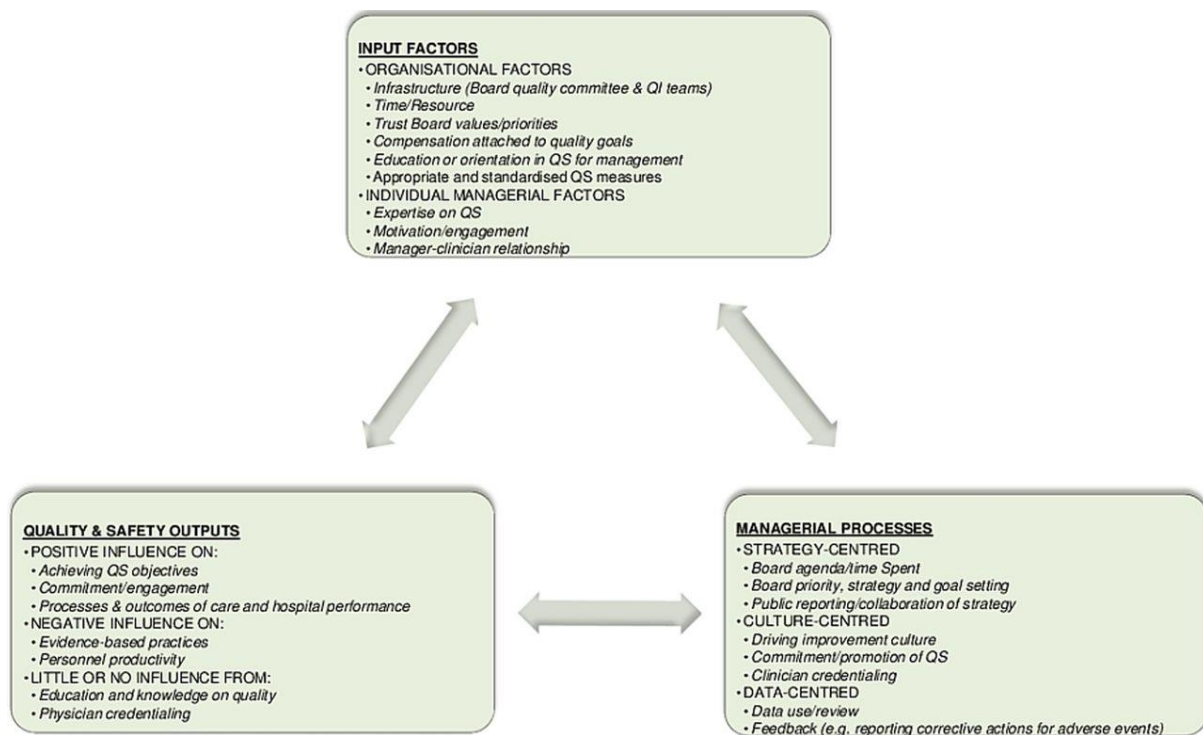 INPUT FACTORS
•ORGANISATIONAL FACTORS
• Infrastructure (Board quality committee & QI teams)
• Time/Resource
• Trust Board values/priorities
• Compensation attached to quality goals
• Education or orientation in QS for management
• Appropriate and standardised QS measures
•INDIVIDUAL MANAGERIAL FACTORS
• Expertise on QS
• Motivation/engagement
• Manager-clinician relationship
QUALITY & SAFETY OUTPUTS
•POSITIVE INFLUENCE ON:
• Achieving QS objectives
• Commitment/engagement
• Processes & outcomes of care and hospital performance
•NEGATIVE INFLUENCE ON:
• Evidence-based practices
• Personnel productivity
•LITTLE OR NO INFLUENCE FROM:
• Education and knowledge on quality
• Physician credentialing
MANAGERIAL PROCESSES
•STRATEGY-CENTRED
• Board agenda/time Spent
• Board priority, strategy and goal setting
• Public reporting/collaboration of strategy
•CULTURE-CENTRED
• Driving improvement culture
• Commitment/promotion of QS
• Clinician credentialing
•DATA-CENTRED
• Data use/review
• Feedback (e.g. reporting corrective actions for adverse events)